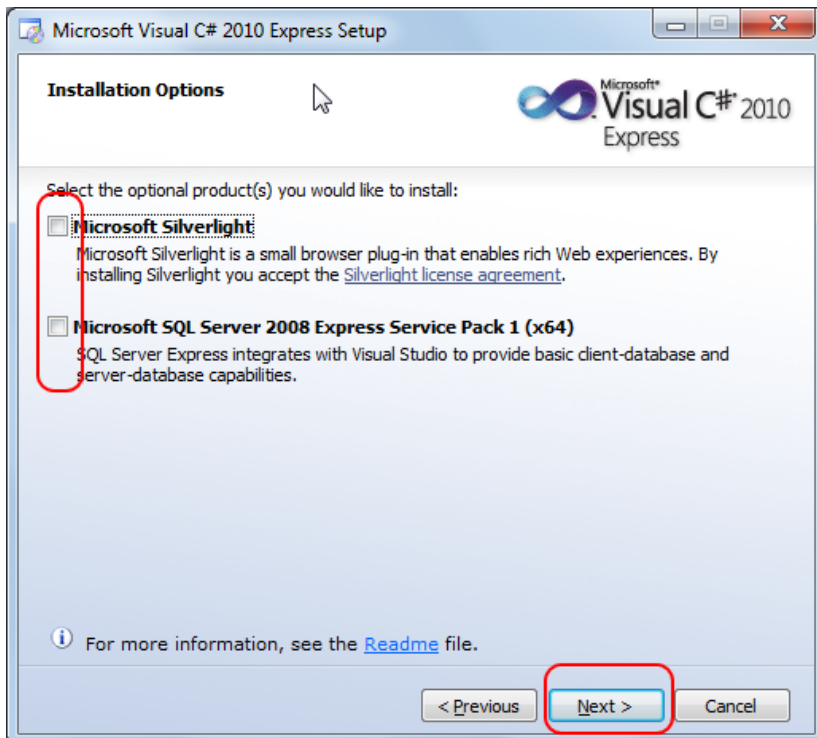 Microsoft Visual C# 2010 Express Setup
Installation Options
Microsoft®
Visual C#® 2010
Express
Select the optional product(s) you would like to install:
Microsoft Silverlight
Microsoft Silverlight is a small browser plug-in that enables rich Web experiences. By
installing Silverlight you accept the Silverlight license agreement.
Microsoft SQL Server 2008 Express Service Pack 1 (x64)
SQL Server Express integrates with Visual Studio to provide basic client-database and
server-database capabilities.
For more information, see the Readme file.
< Previous
Next >
Cancel